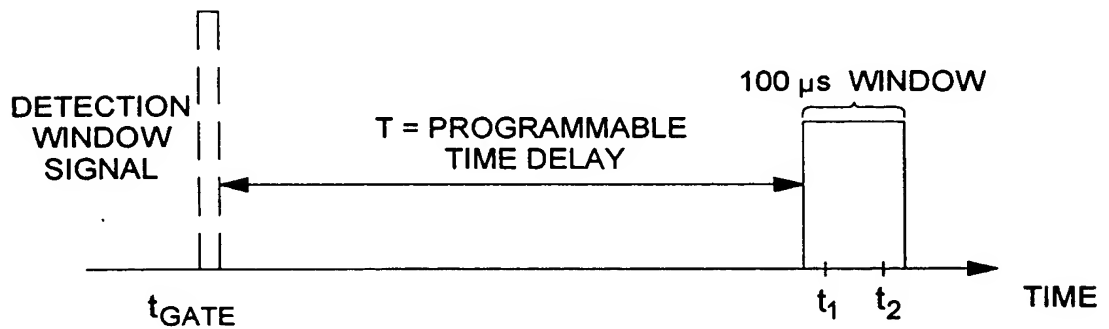 100 μs WINDOW
DETECTION
WINDOW
SIGNAL
T = PROGRAMMABLE
TIME DELAY
tGATE
t1
t2
TIME